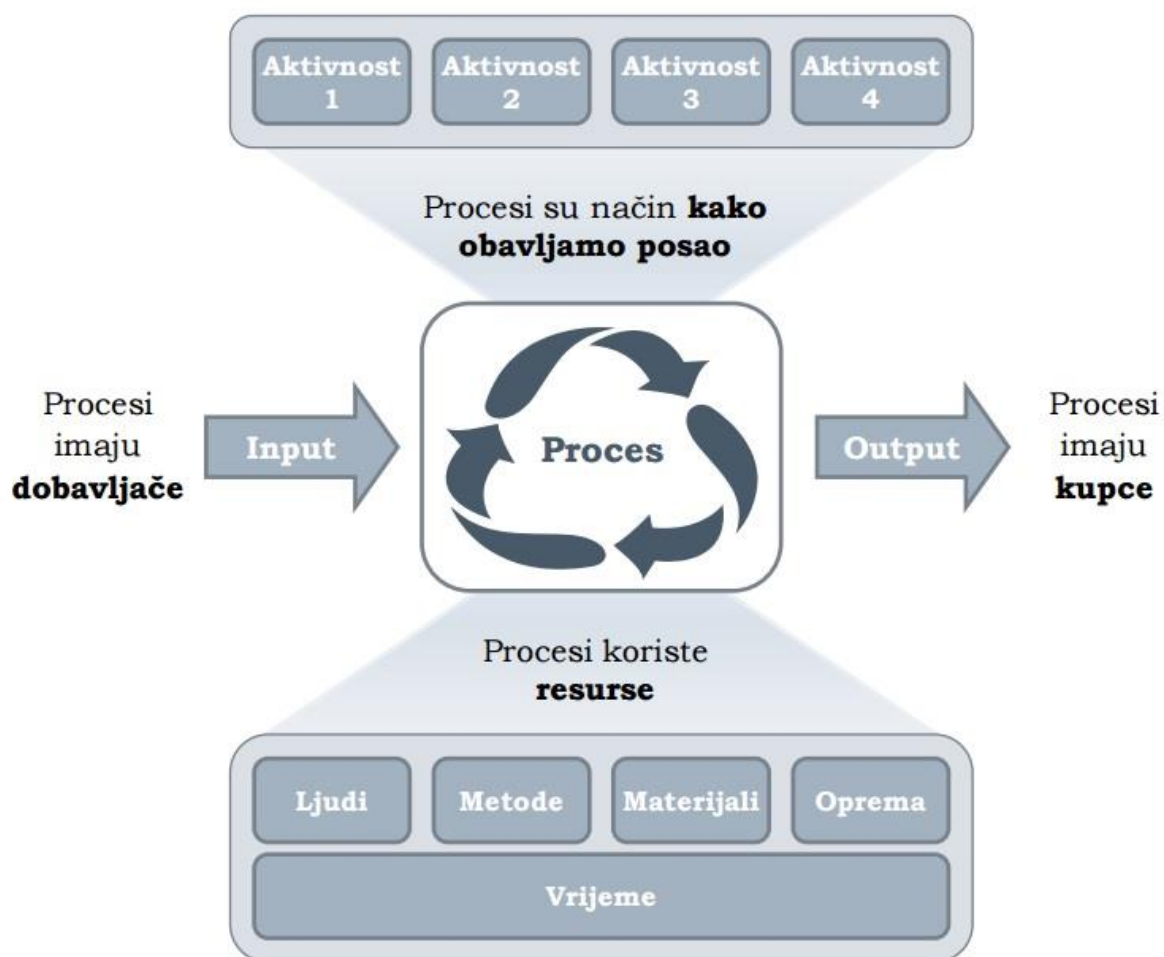 Aktivnost
1
Aktivnost
2
Aktivnost
3
Aktivnost
4
Procesi su način kako
obavljamo posao
Procesi
imaju
dobavljače
Input
Proces
Output
Procesi
imaju
kupce
Procesi koriste
resurse
Ljudi
Metode
Materijali
Oprema
Vrijeme